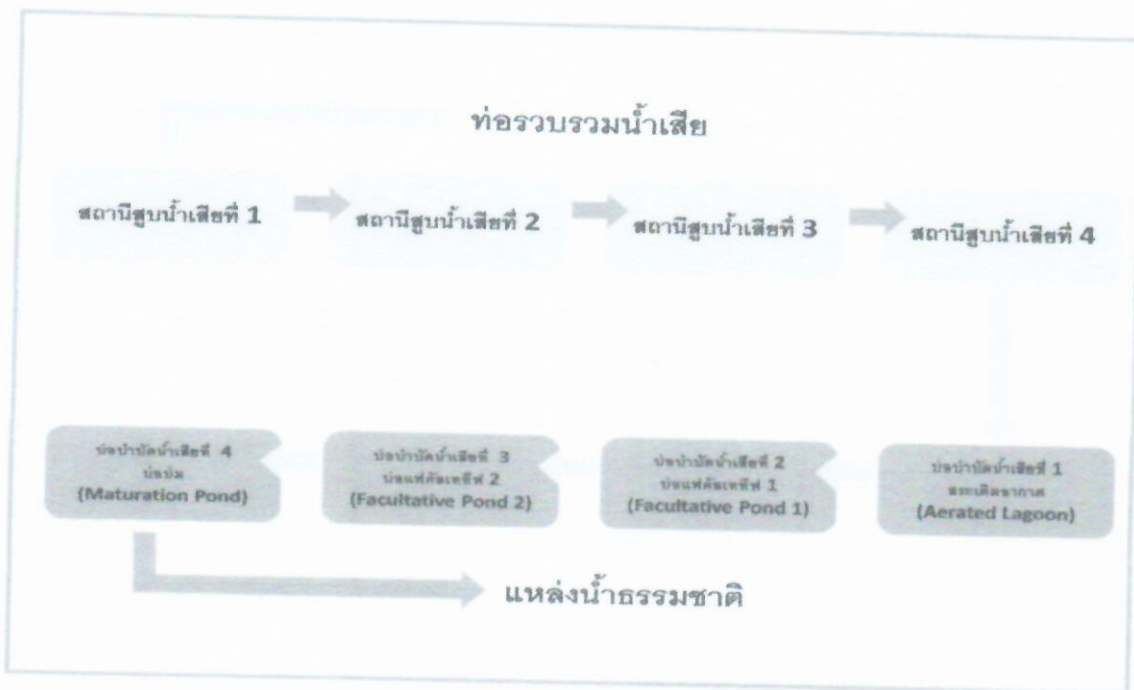 ท่อรวบรวมน้ำเสีย
สถานีสูบน้ำเสียที่ 1
สถานีสูบน้ำเสียที่ 2
สถานีสูบน้ำเสียที่ 3
สถานีสูบน้ำเสียที่ 4
บ่อบำบัดน้ำเสียที่ 4
บ่อบ่ม
(Maturation Pond)
บ่อบำบัดน้ำเสียที่ 3
บ่อแฟคัลเททีฟ 2
(Facultative Pond 2)
บ่อบำบัดน้ำเสียที่ 2
บ่อแฟคัลเททีฟ 1
(Facultative Pond 1)
บ่อบำบัดน้ำเสียที่ 1
สระเติมอากาศ
(Aerated Lagoon)
แหล่งน้ำธรรมชาติ